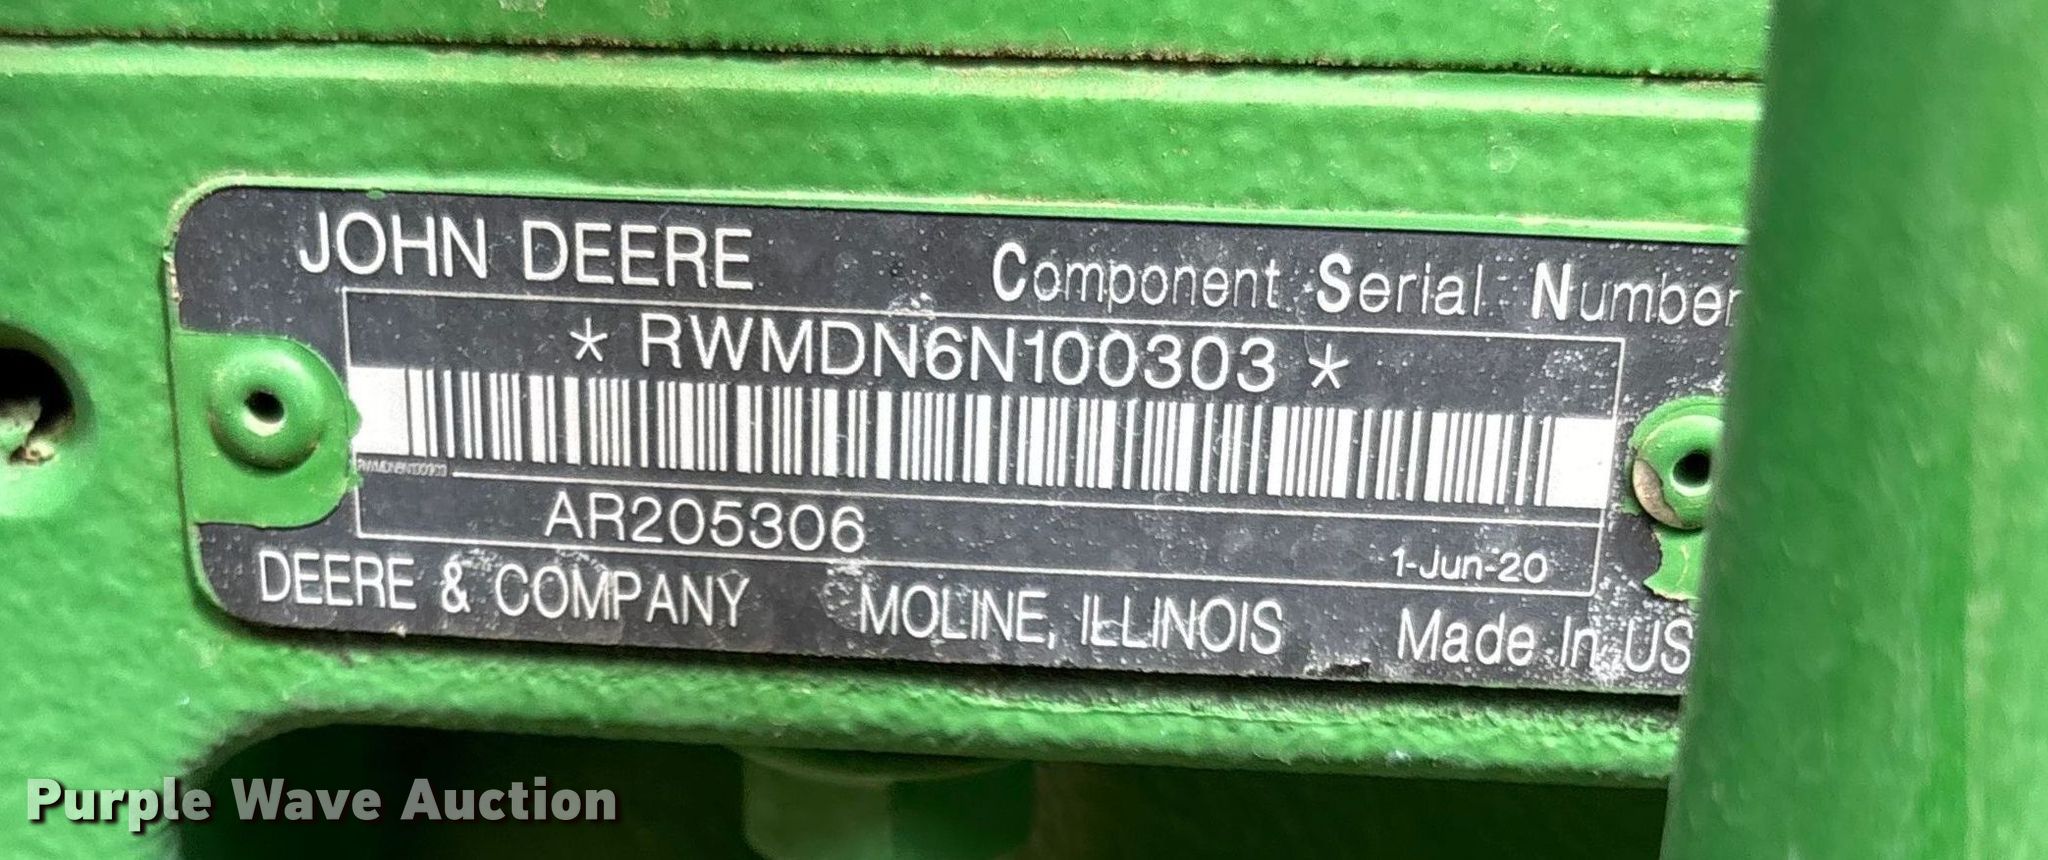 JOHN DEERE
Component Serial Number
* RWMDN6N100303 *
RWMDN6N100303
AR205306
1-Jun-20
DEERE & COMPANY MOLINE, ILLINOIS Made In US
Purple Wave Auction